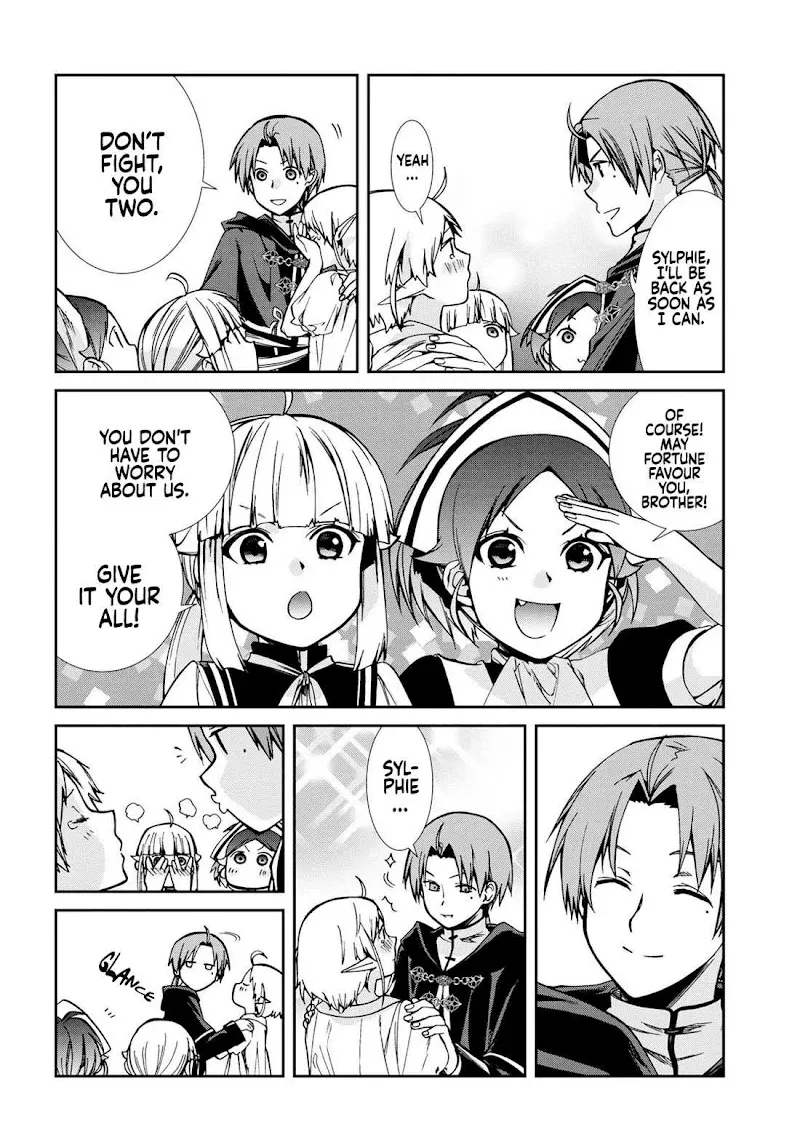 YEAH
...
SYLPHIE,
I'LL BE
BACK AS
SOON AS
I CAN.
DON'T
FIGHT,
YOU
TWO.
OF
COURSE!
MAY
FORTUNE
FAVOUR
YOU,
BROTHER!
YOU DON'T
HAVE TO
WORRY
ABOUT US.
GIVE
IT YOUR
ALL!
SYL-
PHIE
...
GLANCE